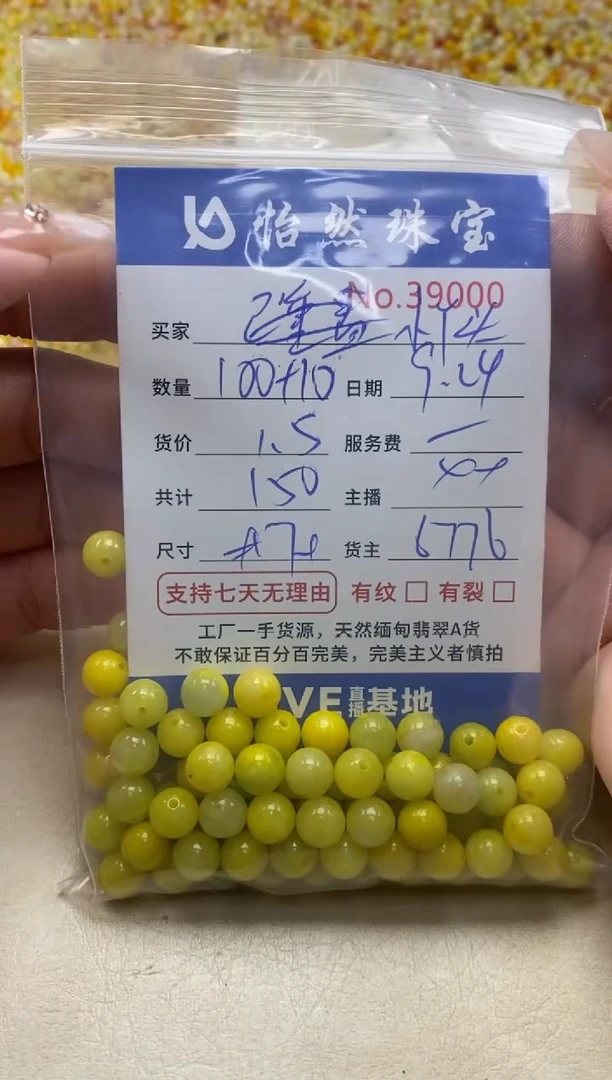 怡然珠宝
No.39000
买家
数量 100+10 日期 9.24
货价 1.5 服务费 —
共计 150 主播
尺寸 货主 6776
支持七天无理由 有纹 □ 有裂 □
工厂一手货源，天然缅甸翡翠A货
不敢保证百分百完美，完美主义者慎拍
VE直播基地